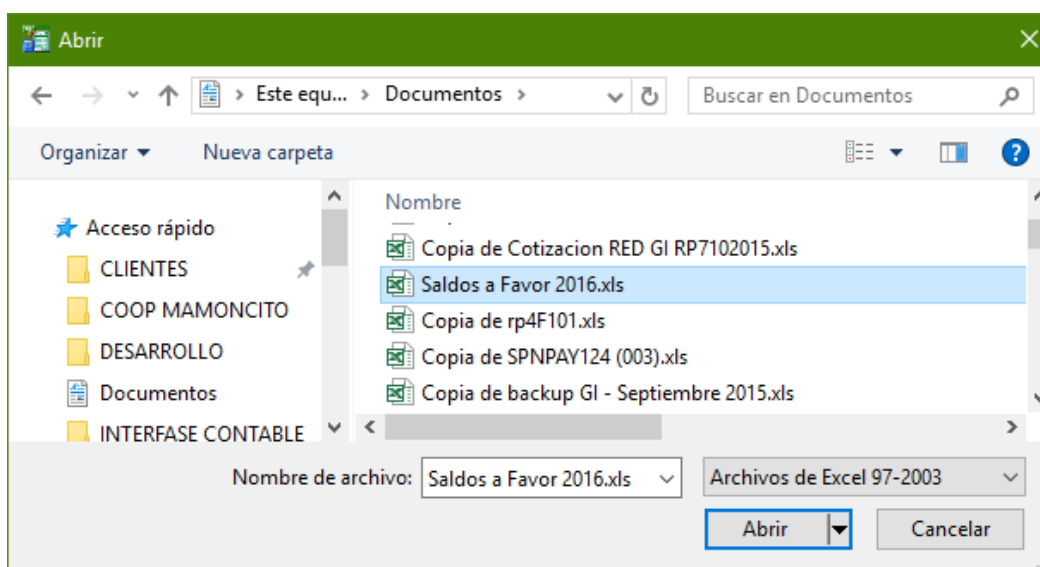 Abrir
Este equ... > Documentos >
Buscar en Documentos
Organizar
Nueva carpeta
Nombre
Acceso rápido
CLIENTES
COOP MAMONCITO
DESARROLLO
Documentos
INTERFASE CONTABLE
Copia de Cotizacion RED GI RP7102015.xls
Saldos a Favor 2016.xls
Copia de rp4F101.xls
Copia de SPNPAY124 (003).xls
Copia de backup GI - Septiembre 2015.xls
Nombre de archivo: Saldos a Favor 2016.xls
Archivos de Excel 97-2003
Abrir
Cancelar